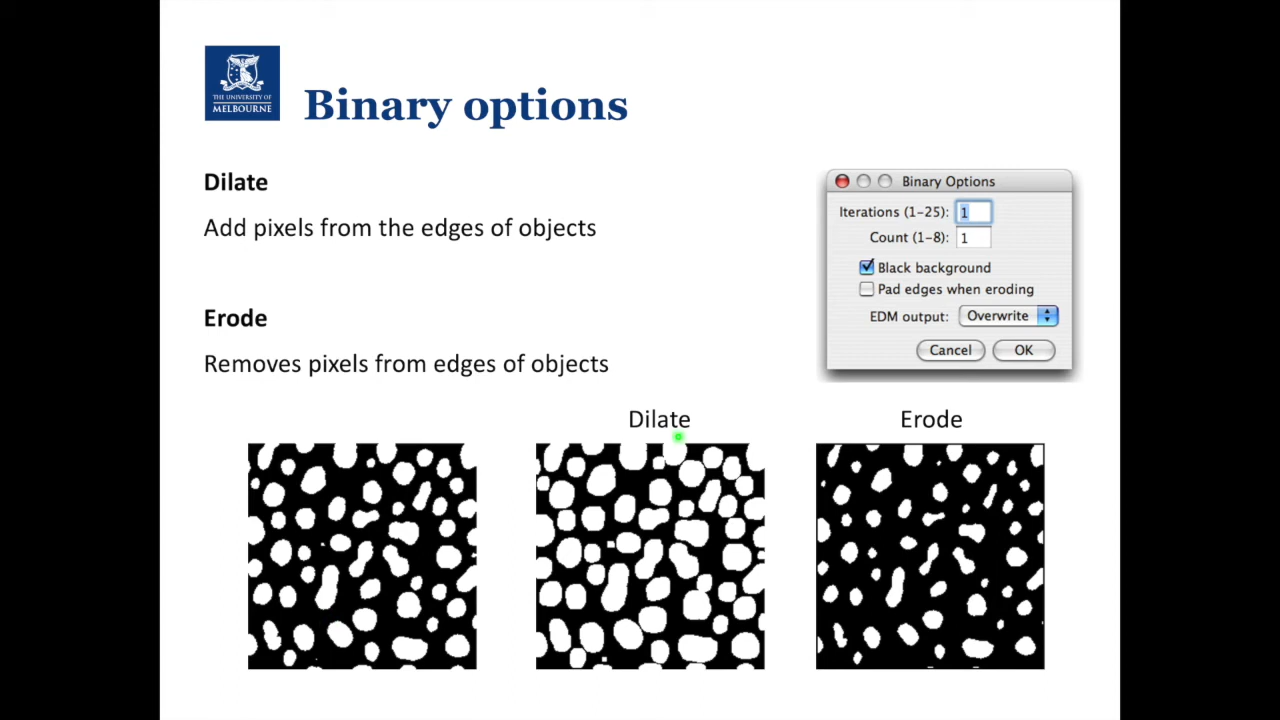 THE UNIVERSITY OF
MELBOURNE
Binary options
Dilate
Add pixels from the edges of objects
Erode
Removes pixels from edges of objects
Binary Options
Iterations (1-25): 1
Count (1-8): 1
Black background
Pad edges when eroding
EDM output: Overwrite
Cancel OK
Dilate Erode